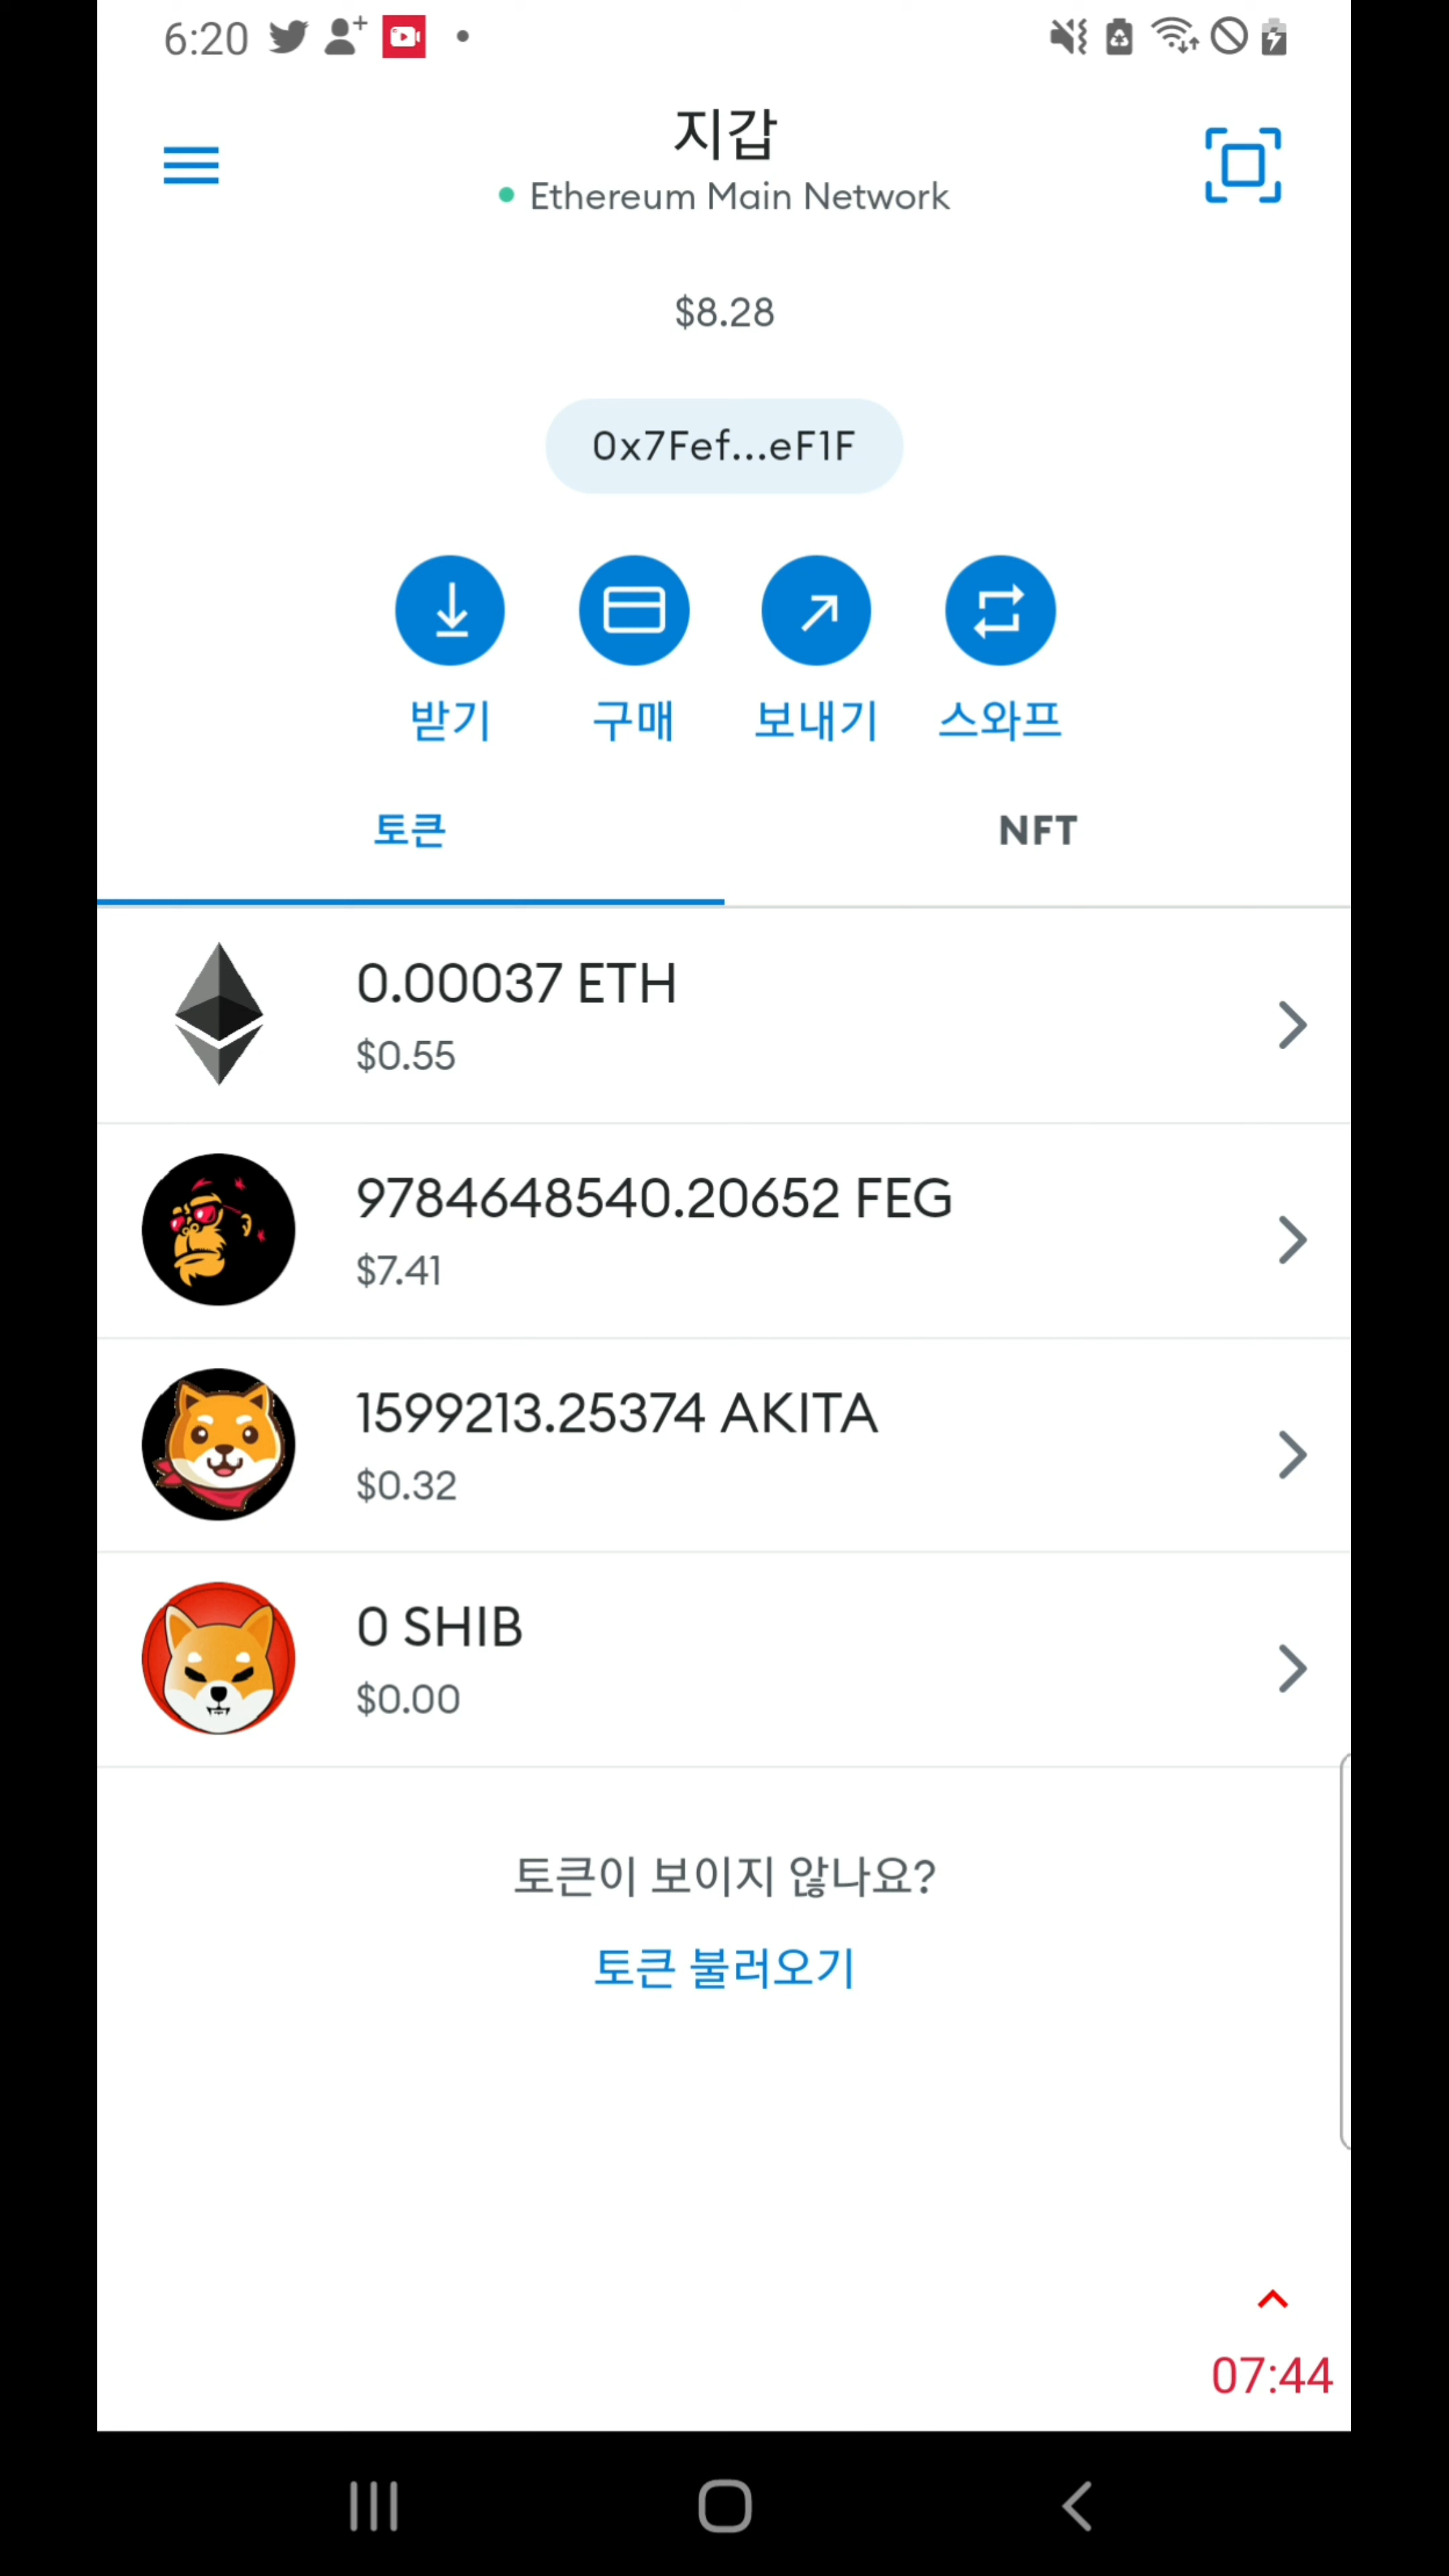 6:20
지갑
Ethereum Main Network
$8.28
0x7Fef...eF1F
받기 구매 보내기 스와프
토큰 NFT
0.00037 ETH
$0.55
9784648540.20652 FEG
$7.41
1599213.25374 AKITA
$0.32
0 SHIB
$0.00
토큰이 보이지 않나요?
토큰 불러오기
07:44